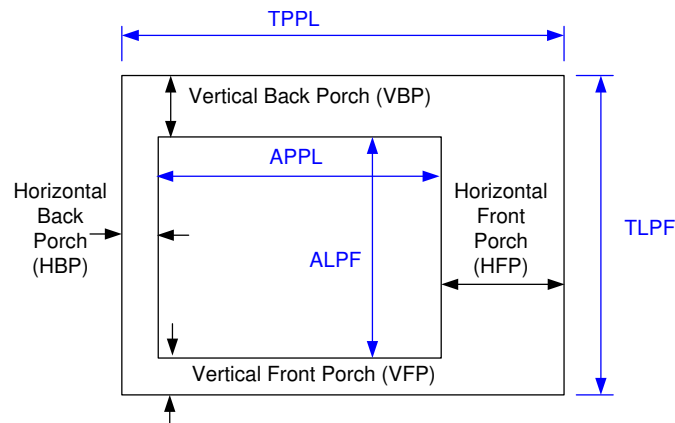 TPPL
Vertical Back Porch (VBP)
APPL
Horizontal
Back
Porch
(HBP)
Horizontal
Front
Porch
(HFP)
TLPF
ALPF
Vertical Front Porch (VFP)